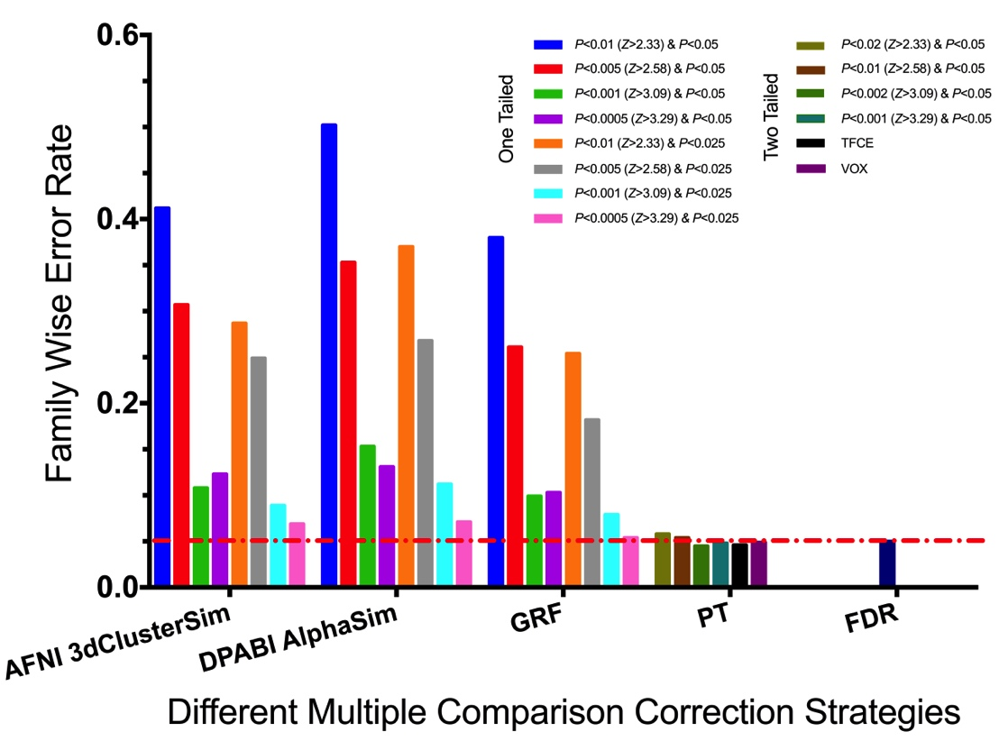 0.6
0.4
0.2
0.0
Family Wise Error Rate
One Tailed
P<0.01 (Z>2.33) & P<0.05
P<0.005 (Z>2.58) & P<0.05
P<0.001 (Z>3.09) & P<0.05
P<0.0005 (Z>3.29) & P<0.05
P<0.01 (Z>2.33) & P<0.025
P<0.005 (Z>2.58) & P<0.025
P<0.001 (Z>3.09) & P<0.025
P<0.0005 (Z>3.29) & P<0.025
Two Tailed
P<0.02 (Z>2.33) & P<0.05
P<0.01 (Z>2.58) & P<0.05
P<0.002 (Z>3.09) & P<0.05
P<0.001 (Z>3.29) & P<0.05
TFCE
VOX
AFNI 3dClusterSim
DPABI AlphaSim
GRF
PT
FDR
Different Multiple Comparison Correction Strategies